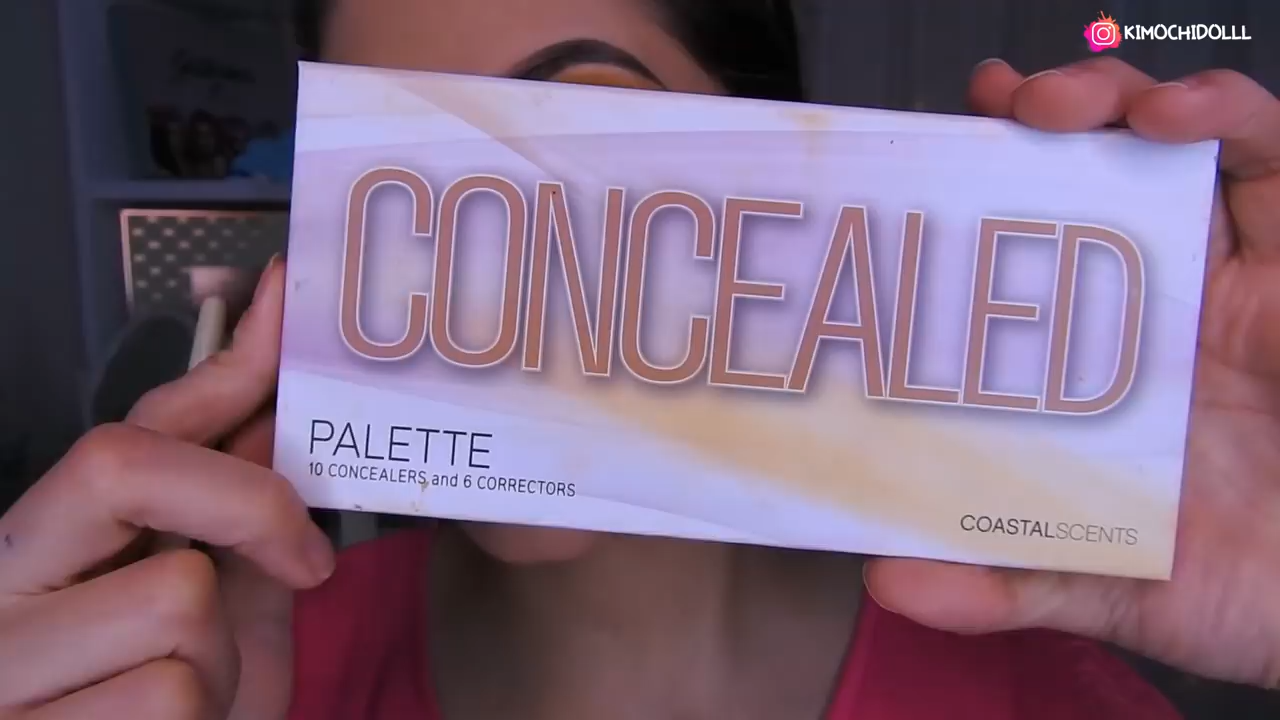 KIMOCHIDOLLL
CONCEALED
PALETTE
10 CONCEALERS and 6 CORRECTORS
COASTALSCENTS